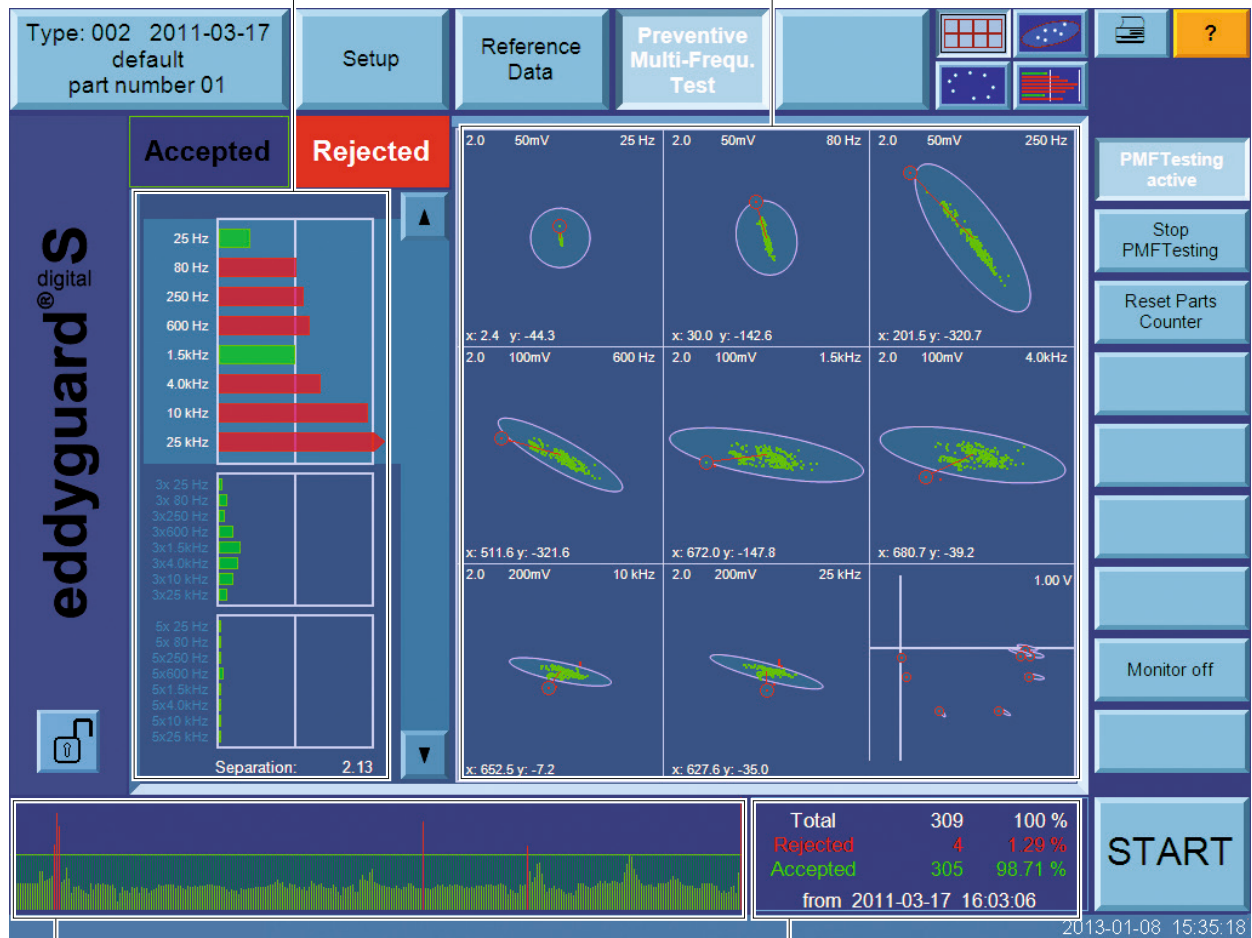 Type: 002 2011-03-17
default
part number 01
Setup
Reference
Data
Preventive
Multi-Frequ.
Test
?
eddyguard® S
digital
Accepted
Rejected
25 Hz
80 Hz
250 Hz
600 Hz
1.5kHz
4.0kHz
10 kHz
25 kHz
3x 25 Hz
3x 80 Hz
3x250 Hz
3x600 Hz
3x1.5kHz
3x4.0kHz
3x10 kHz
3x25 kHz
5x 25 Hz
5x 80 Hz
5x250 Hz
5x600 Hz
5x1.5kHz
5x4.0kHz
5x10 kHz
5x25 kHz
Separation: 2.13
2.0 50mV 25 Hz
x: 2.4 y: -44.3
2.0 50mV 80 Hz
x: 30.0 y: -142.6
2.0 50mV 250 Hz
x: 201.5 y: -320.7
2.0 100mV 600 Hz
x: 511.6 y: -321.6
2.0 100mV 1.5kHz
x: 672.0 y: -147.8
2.0 100mV 4.0kHz
x: 680.7 y: -39.2
2.0 200mV 10 kHz
x: 652.5 y: -7.2
2.0 200mV 25 kHz
x: 627.6 y: -35.0
1.00 V
PMFTesting
active
Stop
PMFTesting
Reset Parts
Counter
Monitor off
Total 309 100 %
Rejected 4 1.29 %
Accepted 305 98.71 %
from 2011-03-17 16:03:06
START
2013-01-08 15:35:18